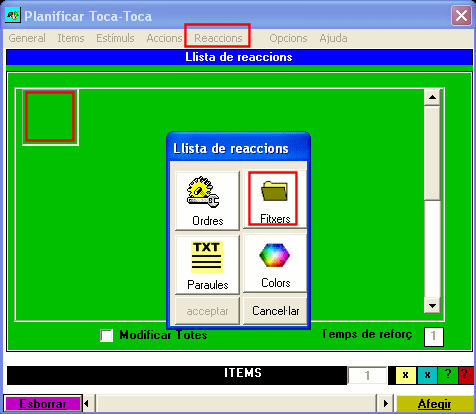 Planificar Toca-Toca
General Items Estímuls Accions Reaccions Opcions Ajuda
Llista de reaccions
Llista de reaccions
Ordres Fitxers
TXT
Paraules Colors
acceptar Cancel·lar
Modificar Totes Temps de reforç 1
ITEMS 1 x x ? ?
Esborrar Afegir